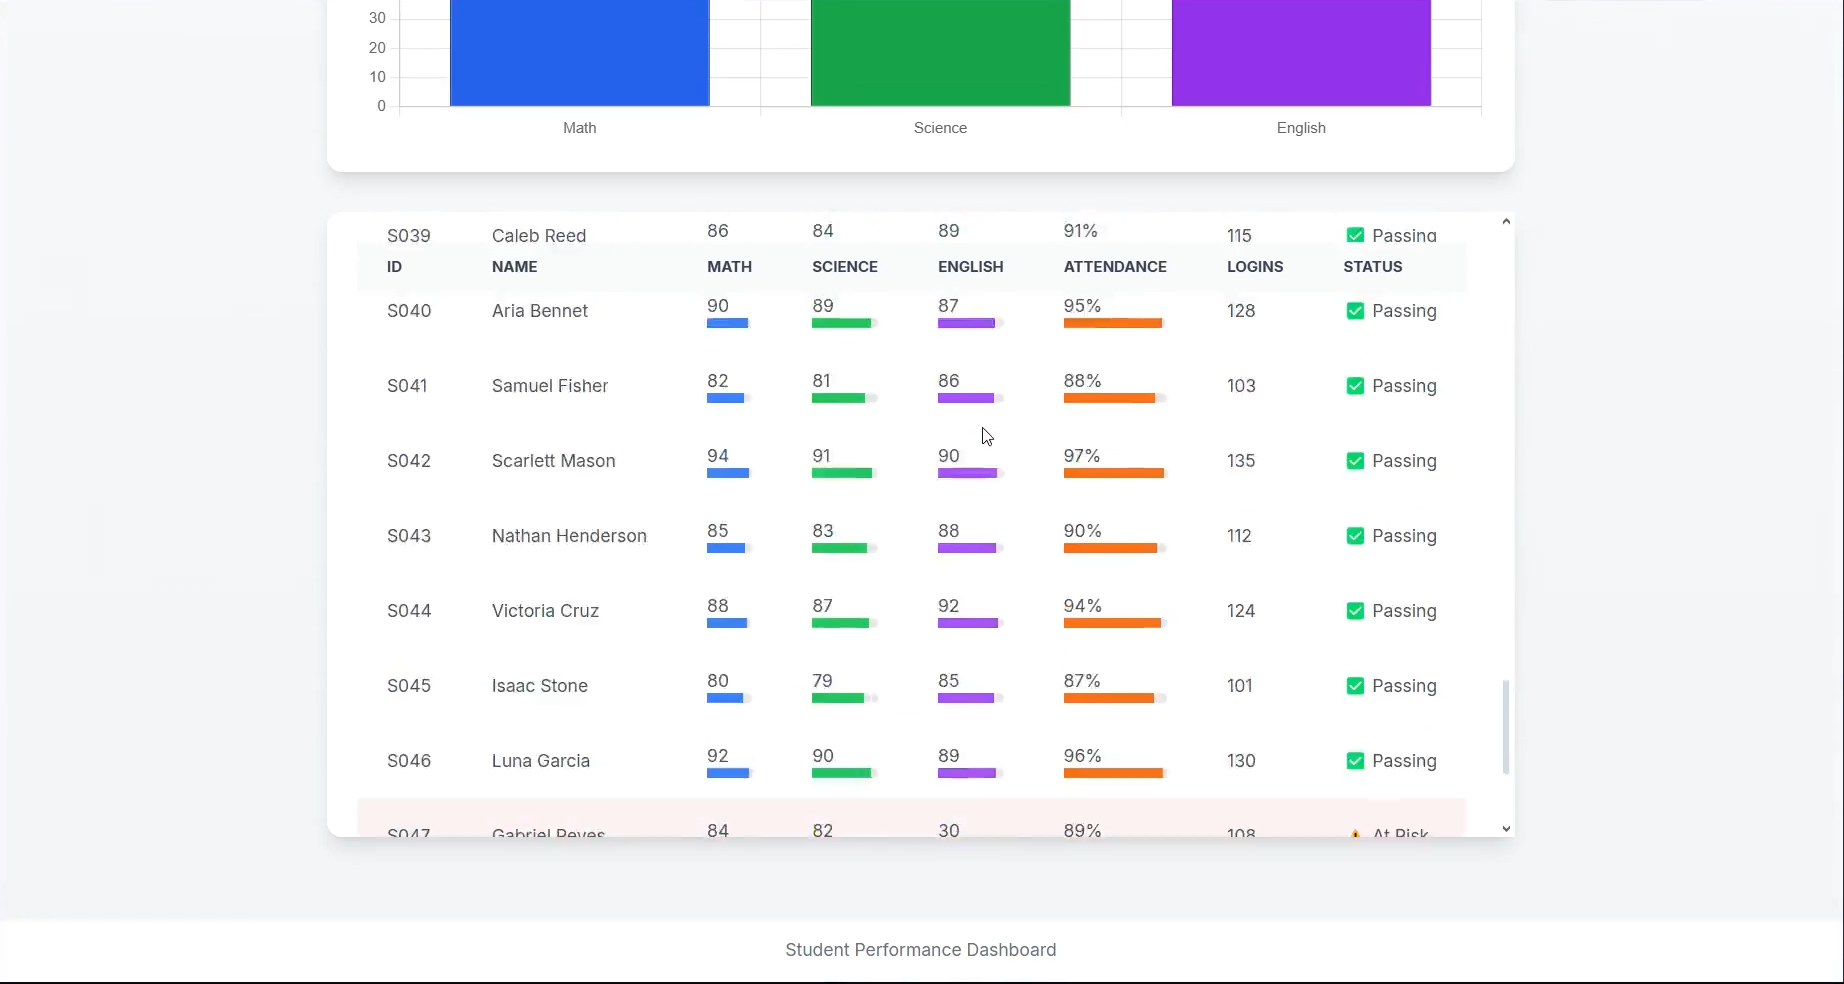 30
20
10
0
Math Science English
S039 Caleb Reed 86 84 89 91% 115 Passing
ID NAME MATH SCIENCE ENGLISH ATTENDANCE LOGINS STATUS
S040 Aria Bennet 90 89 87 95% 128 Passing
S041 Samuel Fisher 82 81 86 88% 103 Passing
S042 Scarlett Mason 94 91 90 97% 135 Passing
S043 Nathan Henderson 85 83 88 90% 112 Passing
S044 Victoria Cruz 88 87 92 94% 124 Passing
S045 Isaac Stone 80 79 85 87% 101 Passing
S046 Luna Garcia 92 90 89 96% 130 Passing
S047 Gabriel Reyes 84 82 30 89% 108 At Risk
Student Performance Dashboard